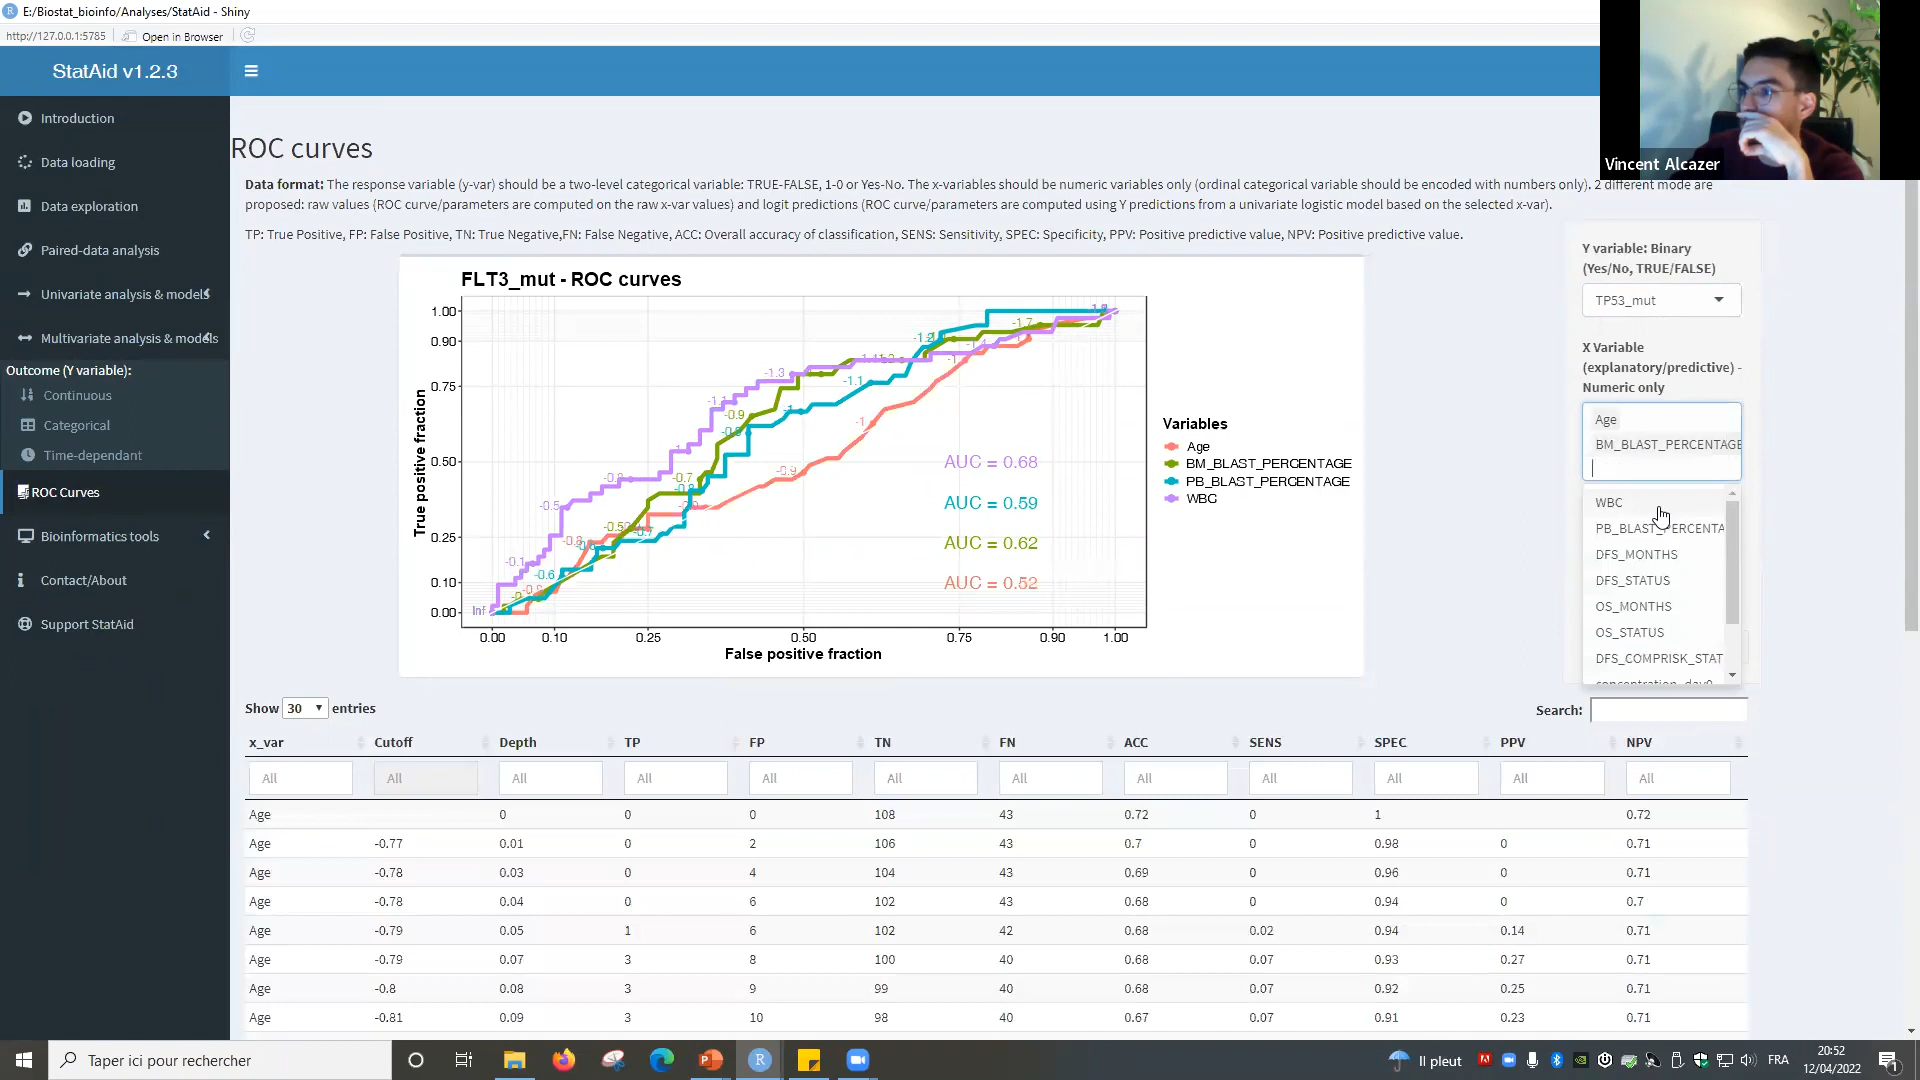 E:/Biostat_bioinfo/Analyses/StatAid - Shiny
http://127.0.0.1:5785
Open in Browser
StatAid v1.2.3
Introduction
Data loading
Data exploration
Paired-data analysis
Univariate analysis & models
Multivariate analysis & models
Outcome (Y variable):
Continuous
Categorical
Time-dependant
ROC Curves
Bioinformatics tools
Contact/About
Support StatAid
Vincent Alcazer
ROC curves
Data format: The response variable (y-var) should be a two-level categorical variable: TRUE-FALSE, 1-0 or Yes-No. The x-variables should be numeric variables only (ordinal categorical variable should be encoded with numbers only). 2 different mode are
proposed: raw values (ROC curve/parameters are computed on the raw x-var values) and logit predictions (ROC curve/parameters are computed using Y predictions from a univariate logistic model based on the selected x-var).
TP: True Positive, FP: False Positive, TN: True Negative,FN: False Negative, ACC: Overall accuracy of classification, SENS: Sensitivity, SPEC: Specificity, PPV: Positive predictive value, NPV: Positive predictive value.
FLT3_mut - ROC curves
True positive fraction
1.00
0.90
0.75
0.50
0.25
0.10
0.00
Inf
AUC = 0.68
AUC = 0.59
AUC = 0.62
AUC = 0.52
0.00 0.10 0.25 0.50 0.75 0.90 1.00
False positive fraction
Variables
Age
BM_BLAST_PERCENTAGE
PB_BLAST_PERCENTAGE
WBC
Y variable: Binary
(Yes/No, TRUE/FALSE)
TP53_mut
X Variable
(explanatory/predictive) -
Numeric only
Age
BM_BLAST_PERCENTAGE
WBC
PB_BLAST_PERCENTA
DFS_MONTHS
DFS_STATUS
OS_MONTHS
OS_STATUS
DFS_COMPRISK_STAT
concentration_day0
Show 30 entries
Search:
x_var Cutoff Depth TP FP TN FN ACC SENS SPEC PPV NPV
All All All All All All All All All All All All
Age 0 0 0 108 43 0.72 0 1 0.72
Age -0.77 0.01 0 2 106 43 0.7 0 0.98 0 0.71
Age -0.78 0.03 0 4 104 43 0.69 0 0.96 0 0.71
Age -0.78 0.04 0 6 102 43 0.68 0 0.94 0 0.7
Age -0.79 0.05 1 6 102 42 0.68 0.02 0.94 0.14 0.71
Age -0.79 0.07 3 8 100 40 0.68 0.07 0.93 0.27 0.71
Age -0.8 0.08 3 9 99 40 0.68 0.07 0.92 0.25 0.71
Age -0.81 0.09 3 10 98 40 0.67 0.07 0.91 0.23 0.71
Taper ici pour rechercher
Il pleut
FRA
20:52
12/04/2022